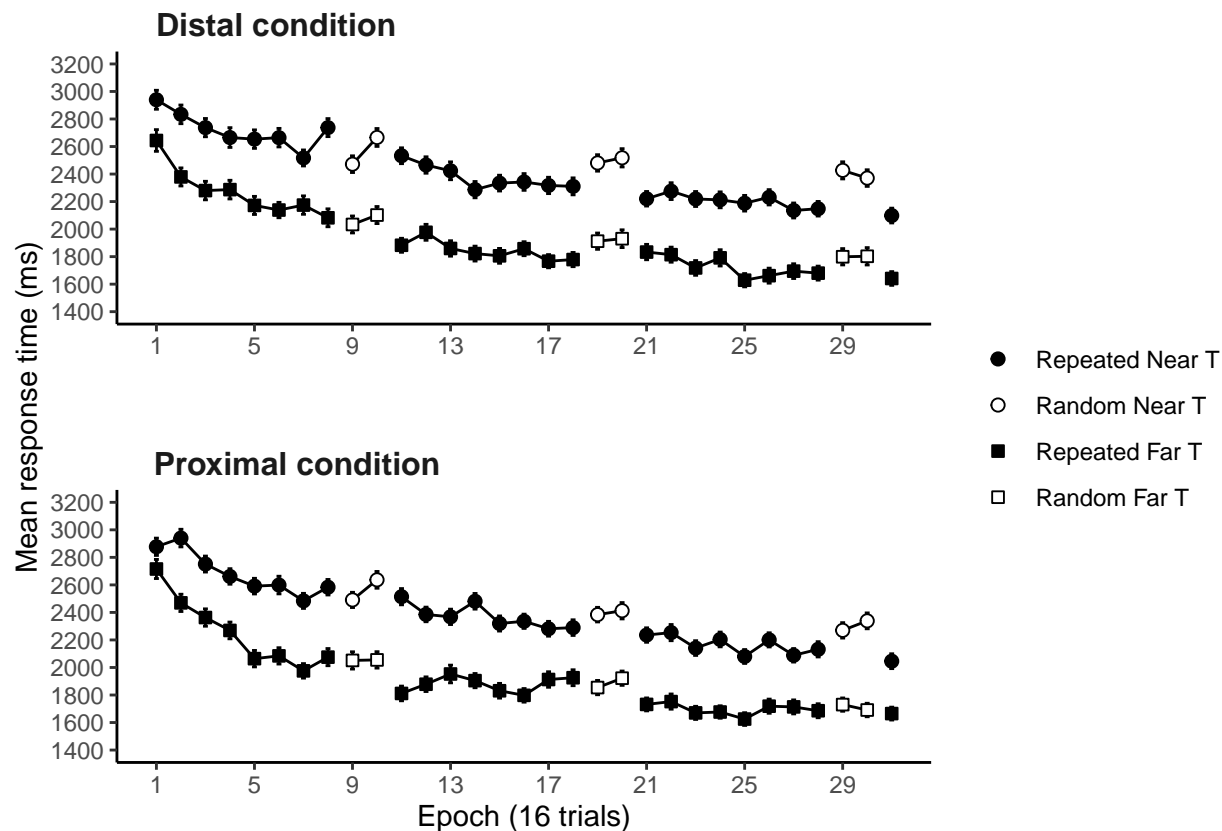 Distal condition
3200
3000
2800
2600
2400
2200
2000
1800
1600
1400
1 5 9 13 17 21 25 29
Mean response time (ms)
Repeated Near T
Random Near T
Repeated Far T
Random Far T
Proximal condition
3200
3000
2800
2600
2400
2200
2000
1800
1600
1400
1 5 9 13 17 21 25 29
Epoch (16 trials)